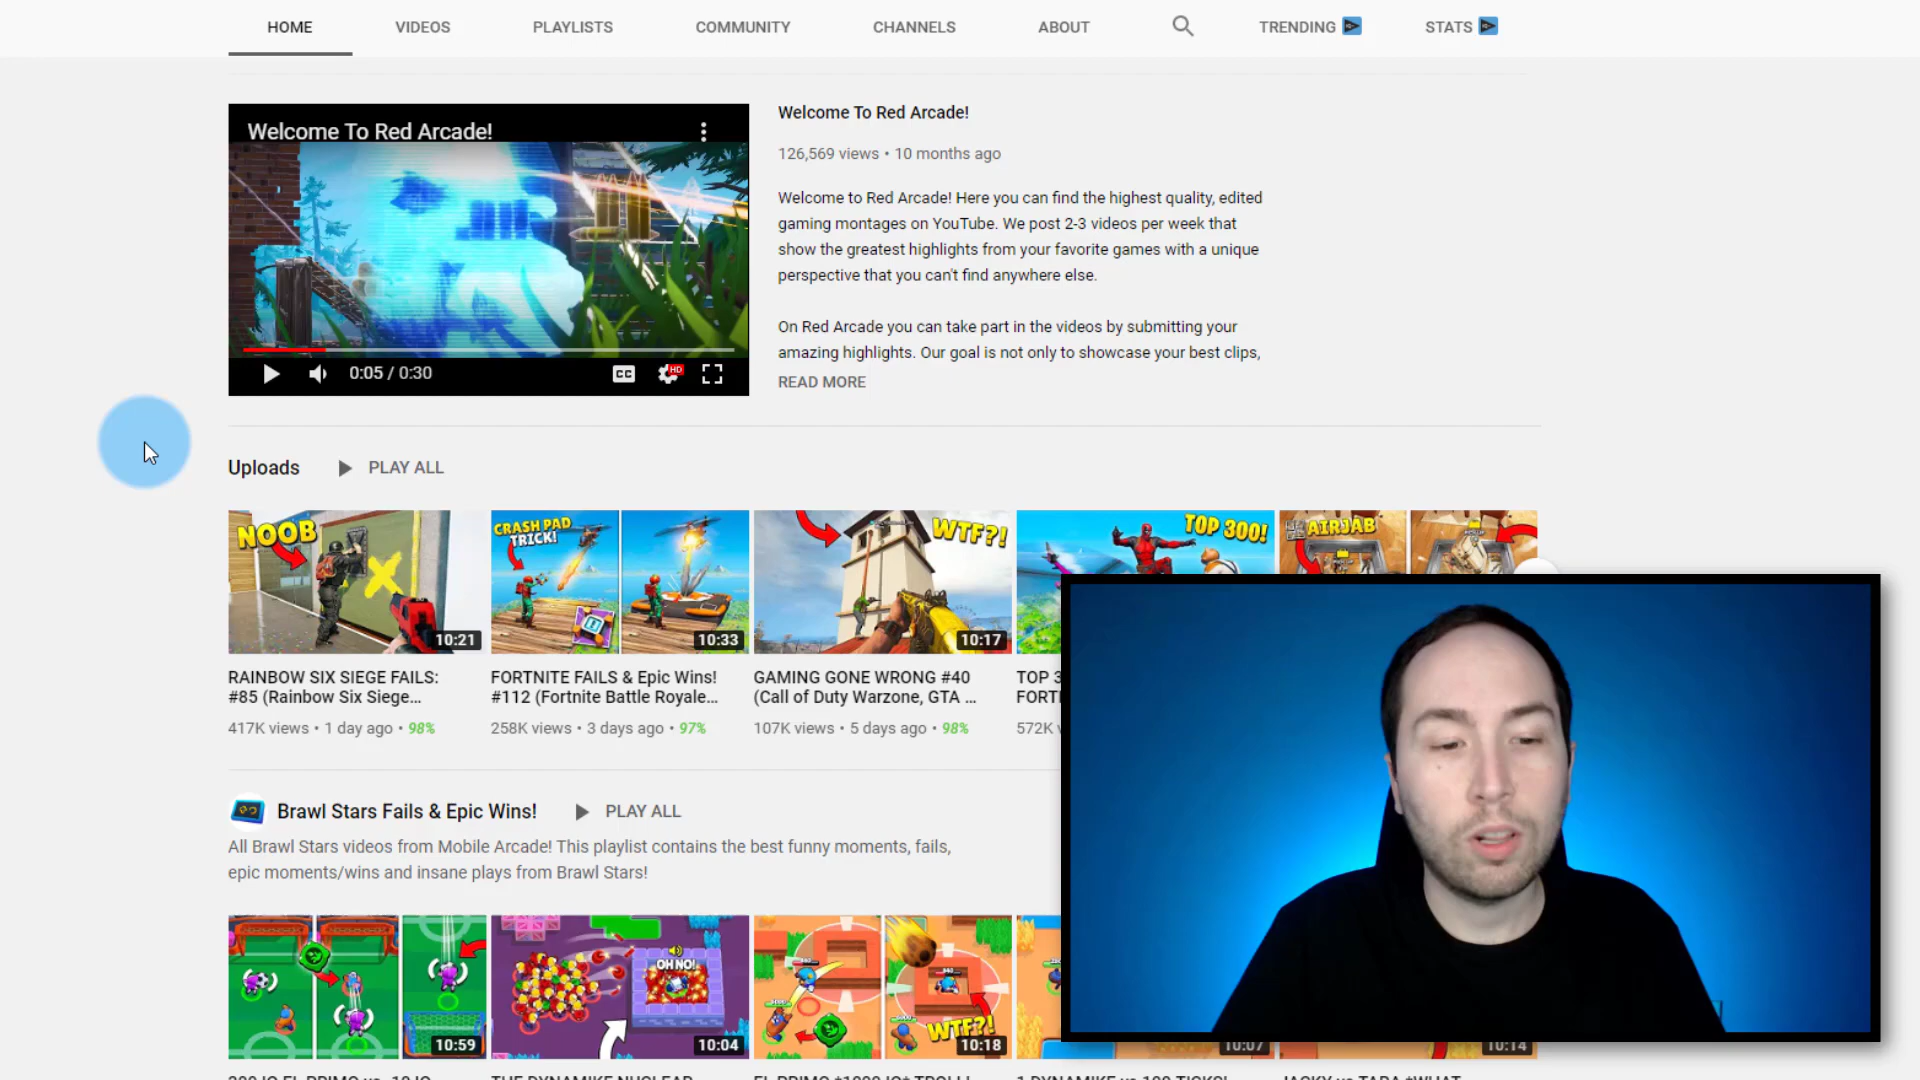 HOME VIDEOS PLAYLISTS COMMUNITY CHANNELS ABOUT TRENDING STATS
Welcome To Red Arcade!
0:05 / 0:30
CC
HD
Welcome To Red Arcade!
126,569 views • 10 months ago
Welcome to Red Arcade! Here you can find the highest quality, edited
gaming montages on YouTube. We post 2-3 videos per week that
show the greatest highlights from your favorite games with a unique
perspective that you can't find anywhere else.
On Red Arcade you can take part in the videos by submitting your
amazing highlights. Our goal is not only to showcase your best clips,
READ MORE
Uploads PLAY ALL
NOOB
10:21
CRASH PAD
TRICK!
10:33
WTF?!
10:17
TOP 300!
AIRJAB
RAINBOW SIX SIEGE FAILS:
#85 (Rainbow Six Siege...
417K views • 1 day ago • 98%
FORTNITE FAILS & Epic Wins!
#112 (Fortnite Battle Royale...
258K views • 3 days ago • 97%
GAMING GONE WRONG #40
(Call of Duty Warzone, GTA ...
107K views • 5 days ago • 98%
TOP 3
FORT
572K v
Brawl Stars Fails & Epic Wins! PLAY ALL
All Brawl Stars videos from Mobile Arcade! This playlist contains the best funny moments, fails,
epic moments/wins and insane plays from Brawl Stars!
10:59
OH NO!
10:04
WTF?!
10:18
10:07
10:14